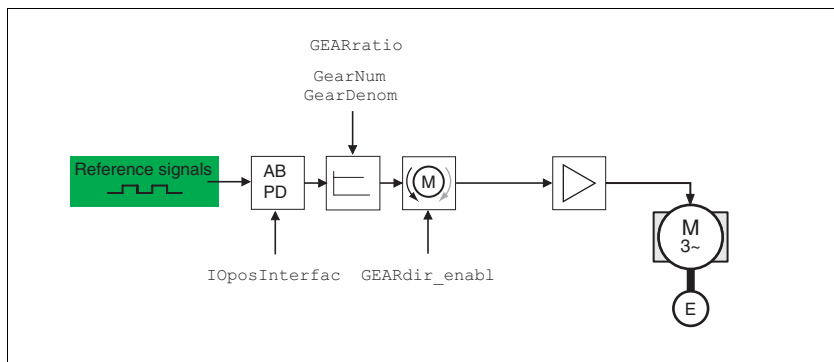 GEARratio
GearNum
GearDenom
Reference signals
AB
PD
M
M
3~
IOposInterfac
GEARdir_enabl
E